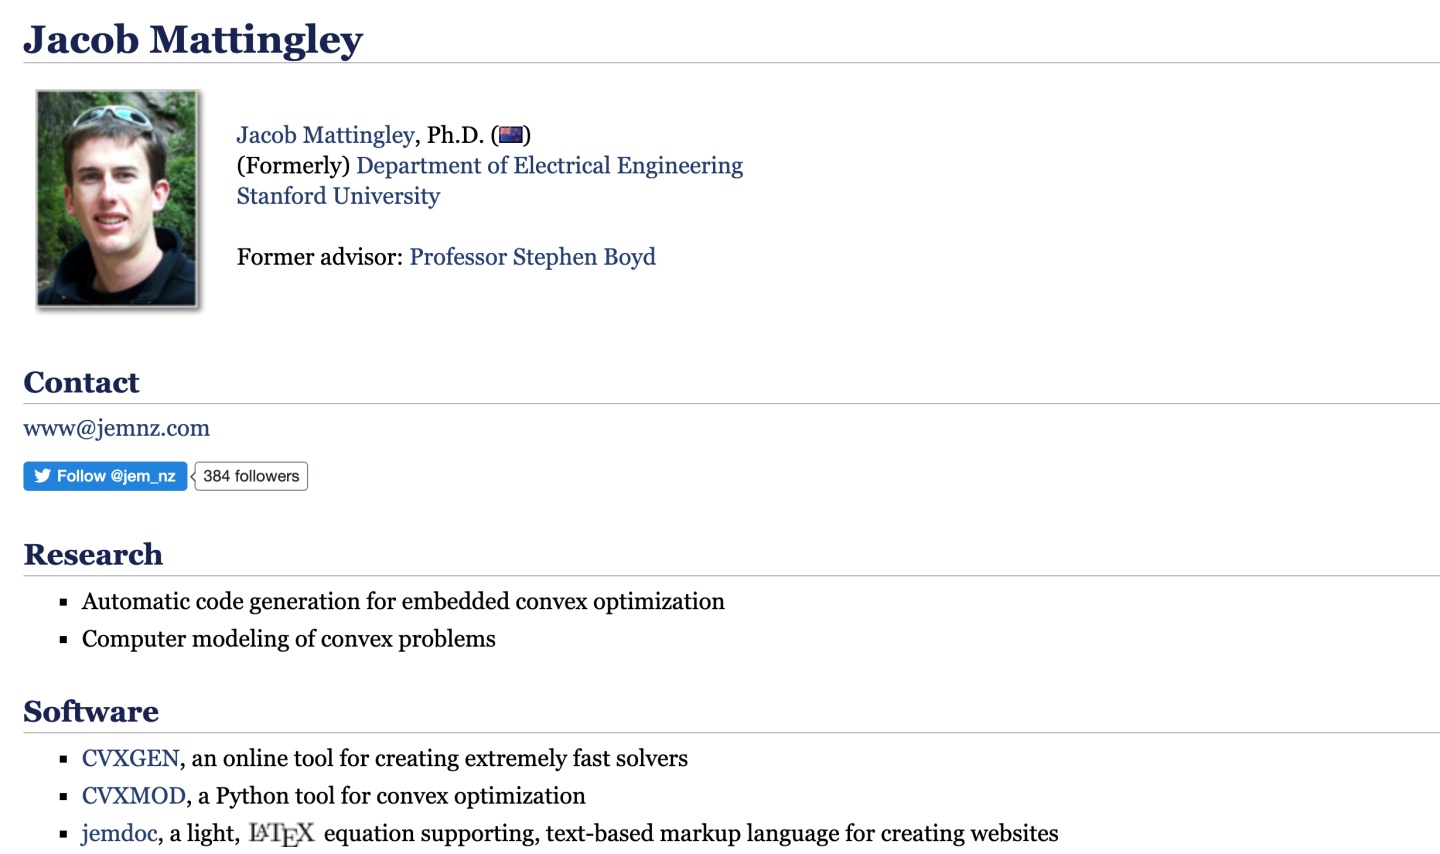 Jacob Mattingley
Jacob Mattingley, Ph.D. ()
(Formerly) Department of Electrical Engineering
Stanford University
Former advisor: Professor Stephen Boyd
Contact
www@jemnz.com
Follow @jem_nz 384 followers
Research
▪ Automatic code generation for embedded convex optimization
▪ Computer modeling of convex problems
Software
▪ CVXGEN, an online tool for creating extremely fast solvers
▪ CVXMOD, a Python tool for convex optimization
▪ jemdoc, a light, LATEX equation supporting, text-based markup language for creating websites